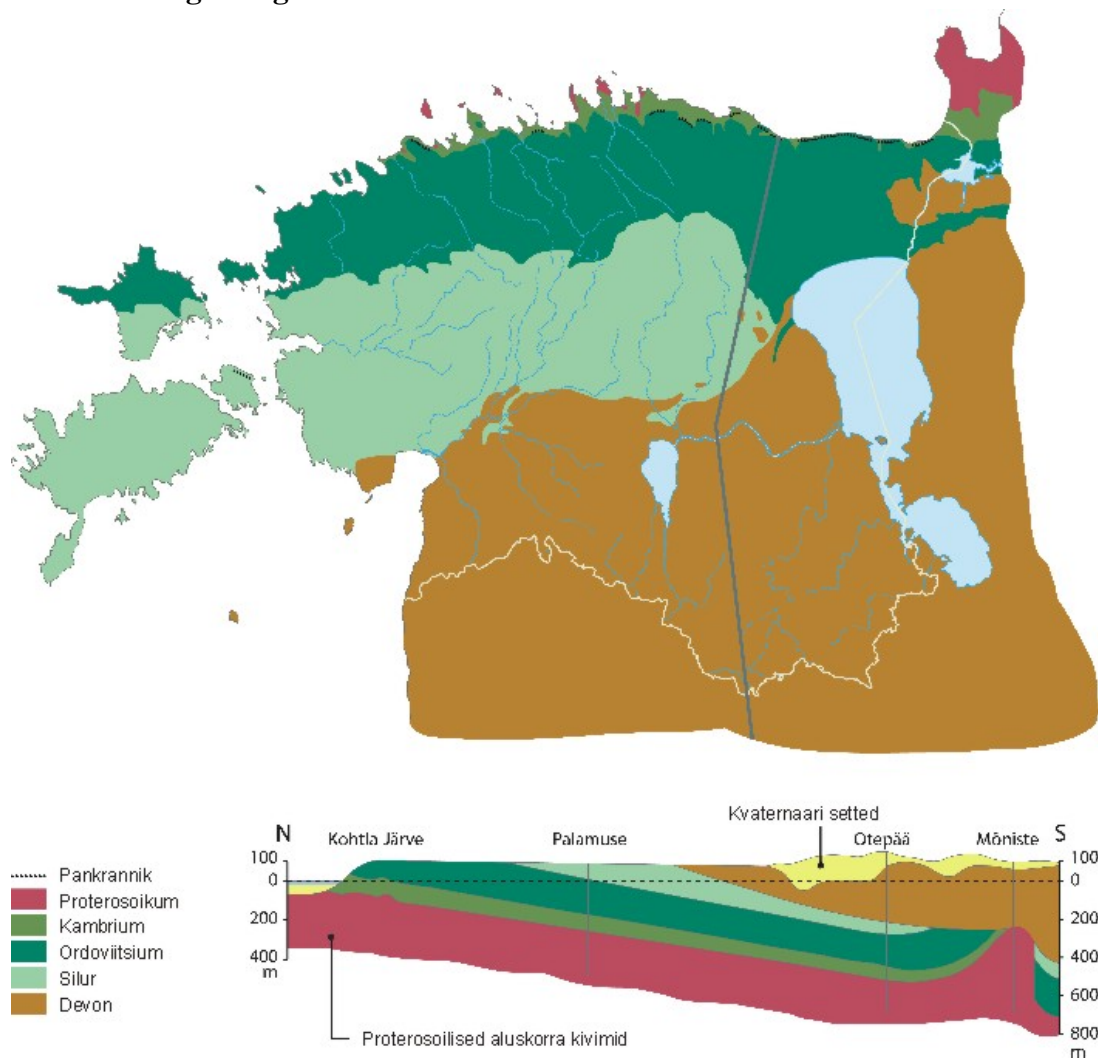 Kvaternaari setted
N
Kohtla Järve
Palamuse
Otepää
Mõniste
S
100
0
200
400
m
100
0
200
400
600
800
m
Pankrannik
Proterosoikum
Kambrium
Ordoviitsium
Silur
Devon
Proterosoilised aluskorra kivimid